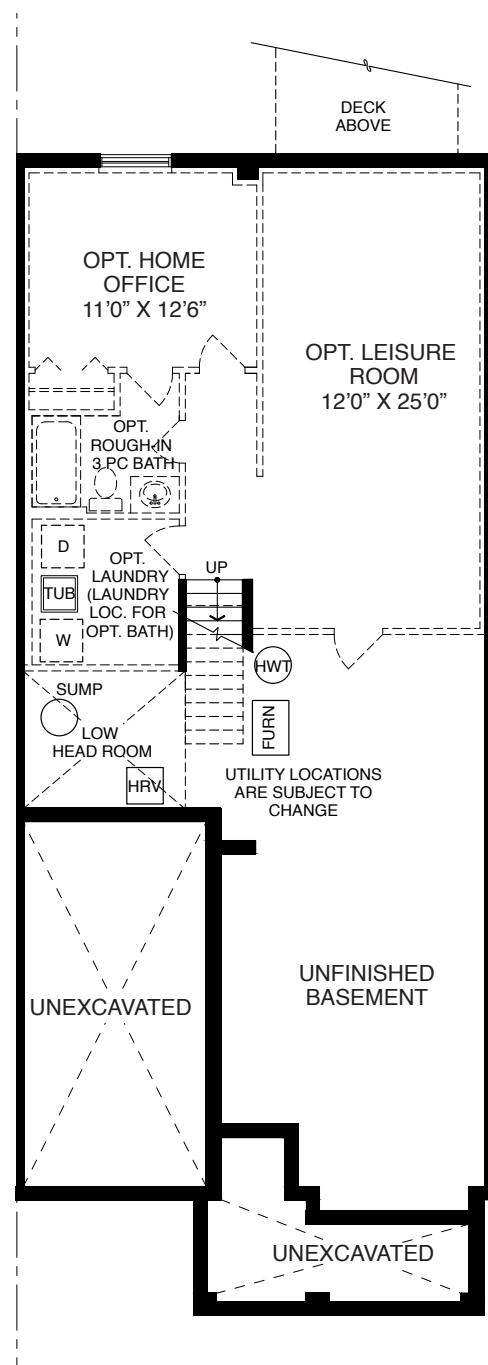 DECK
ABOVE
OPT. HOME
OFFICE
11'0" X 12'6"
OPT. LEISURE
ROOM
12'0" X 25'0"
OPT.
ROUGH-IN
3 PC BATH
D
TUB
W
OPT.
LAUNDRY
(LAUNDRY
LOC. FOR
OPT. BATH)
UP
HWT
FURN
SUMP
LOW
HEAD ROOM
HRV
UTILITY LOCATIONS
ARE SUBJECT TO
CHANGE
UNEXCAVATED
UNFINISHED
BASEMENT
UNEXCAVATED